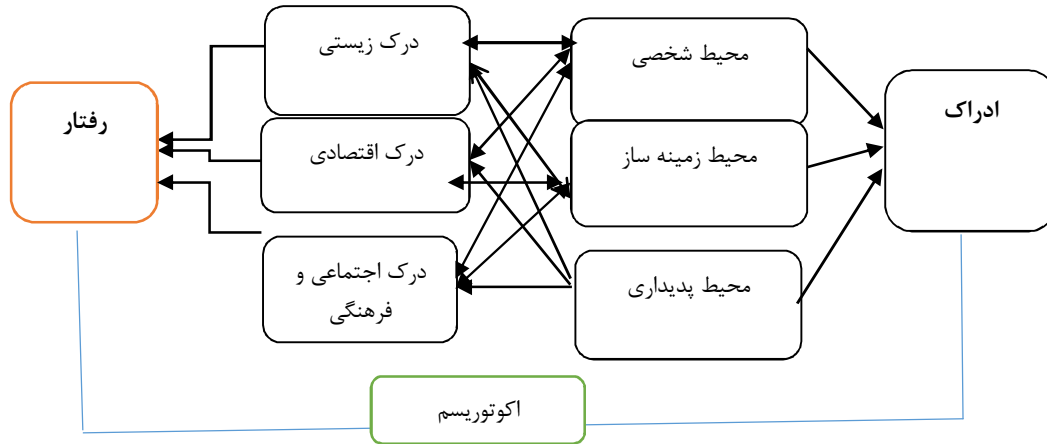 ادراک
محیط شخصی
محیط زمینه ساز
محیط پدیداری
درک زیستی
درک اقتصادی
درک اجتماعی و
فرهنگی
رفتار
اکوتوریسم